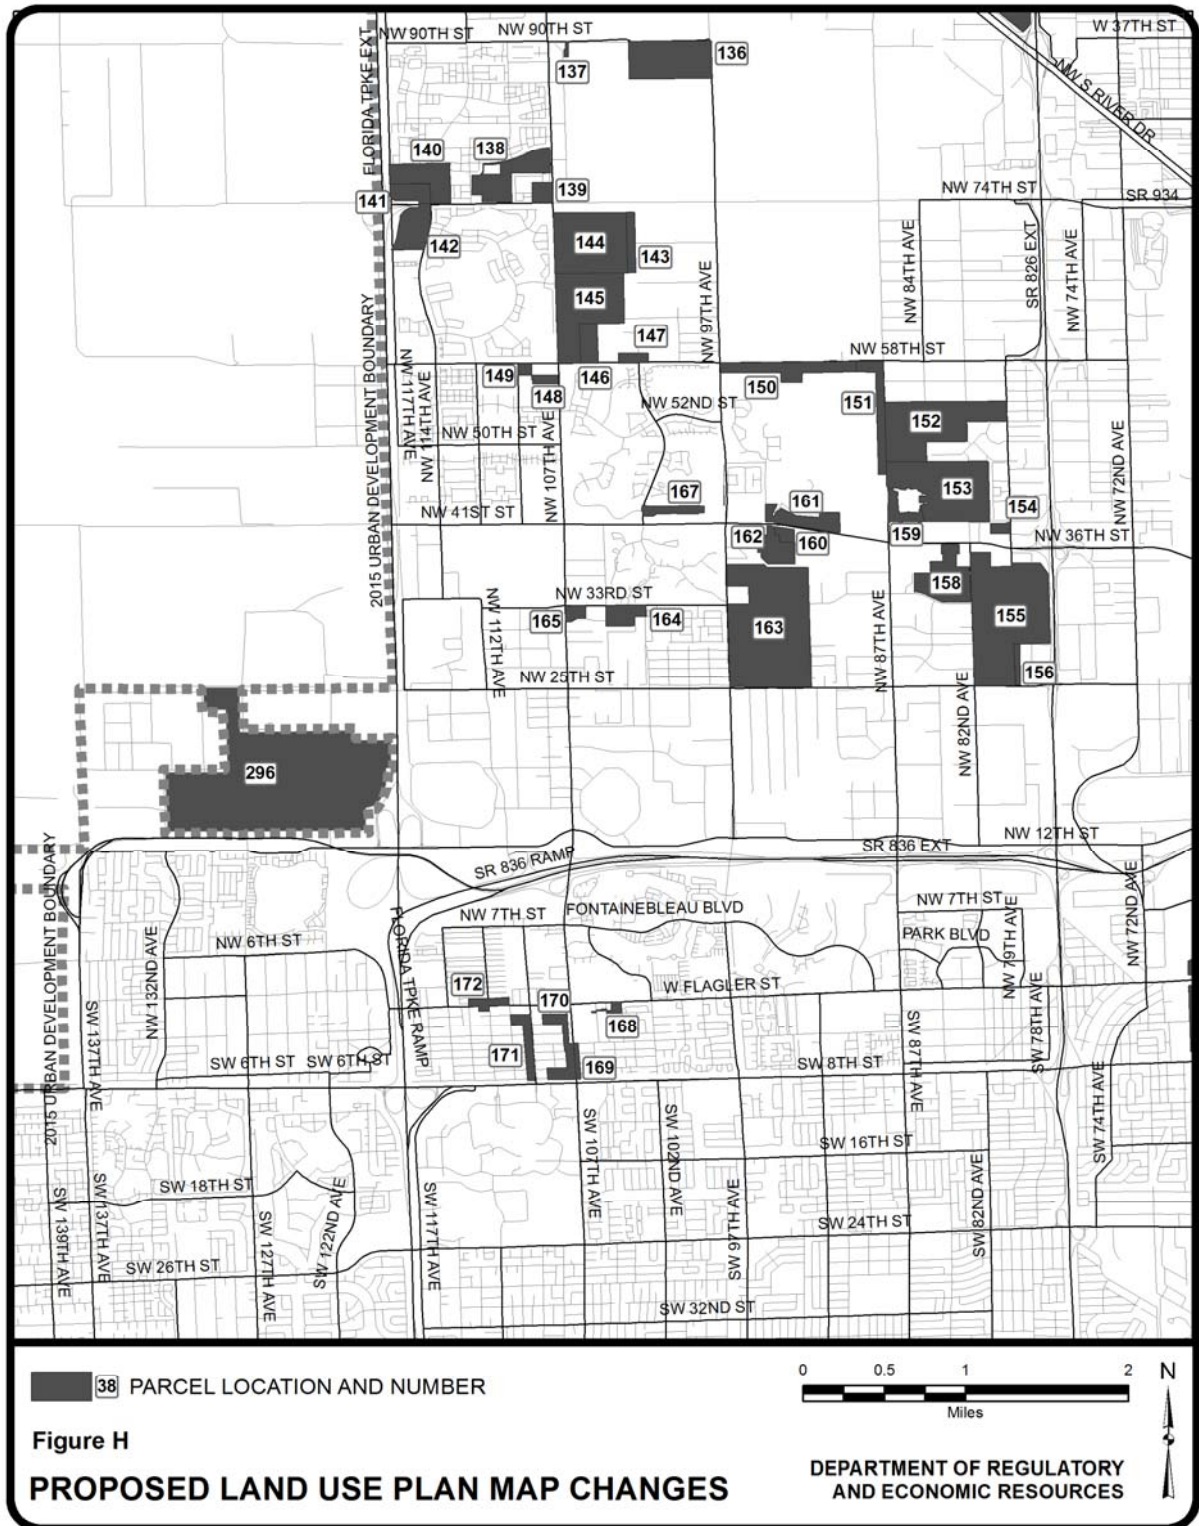 NW 90TH ST
NW 90TH ST
W 37TH ST
FLORIDA TPKE EXT
137
136
NW S RIVER DR
140
138
139
141
NW 74TH ST
SR 934
142
144
143
NW 84TH AVE
SR 826 EXT
NW 74TH AVE
145
NW 97TH AVE
2015 URBAN DEVELOPMENT BOUNDARY
147
NW 58TH ST
NW 117TH AVE
NW 114TH AVE
149
148
146
150
151
NW 52ND ST
152
NW 50TH ST
NW 107TH AVE
NW 72ND AVE
153
167
161
154
NW 41ST ST
162
160
159
NW 36TH ST
158
NW 33RD ST
155
165
164
163
NW 112TH AVE
NW 87TH AVE
NW 25TH ST
156
NW 82ND AVE
296
NW 12TH ST
SR 836 RAMP
SR 836 EXT
2015 URBAN DEVELOPMENT BOUNDARY
NW 72ND AVE
NW 7TH ST
FONTAINEBLEAU BLVD
NW 7TH ST
FLORIDA TPKE RAMP
NW 132ND AVE
NW 6TH ST
PARK BLVD
NW 79TH AVE
172
170
W FLAGLER ST
168
SW 137TH AVE
SW 78TH AVE
171
169
SW 6TH ST
SW 6TH ST
SW 8TH ST
SW 87TH AVE
SW 74TH AVE
SW 107TH AVE
SW 102ND AVE
SW 16TH ST
SW 139TH AVE
SW 137TH AVE
SW 18TH ST
SW 127TH AVE
SW 122ND AVE
SW 117TH AVE
SW 97TH AVE
SW 82ND AVE
SW 24TH ST
SW 26TH ST
SW 32ND ST
38 PARCEL LOCATION AND NUMBER
0 0.5 1 2
Miles
N
Figure H
PROPOSED LAND USE PLAN MAP CHANGES
DEPARTMENT OF REGULATORY
AND ECONOMIC RESOURCES